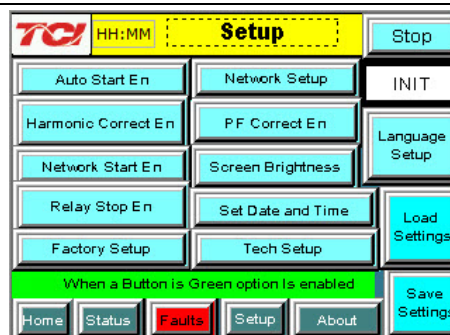 TCI HH:MM Setup Stop
Auto Start En Network Setup INIT
Harmonic Correct En PF Correct En
Language
Setup
Network Start En Screen Brightness
Relay Stop En Set Date and Time
Load
Settings
Factory Setup Tech Setup
When a Button is Green option Is enabled
Save
Settings
Home Status Faults Setup About